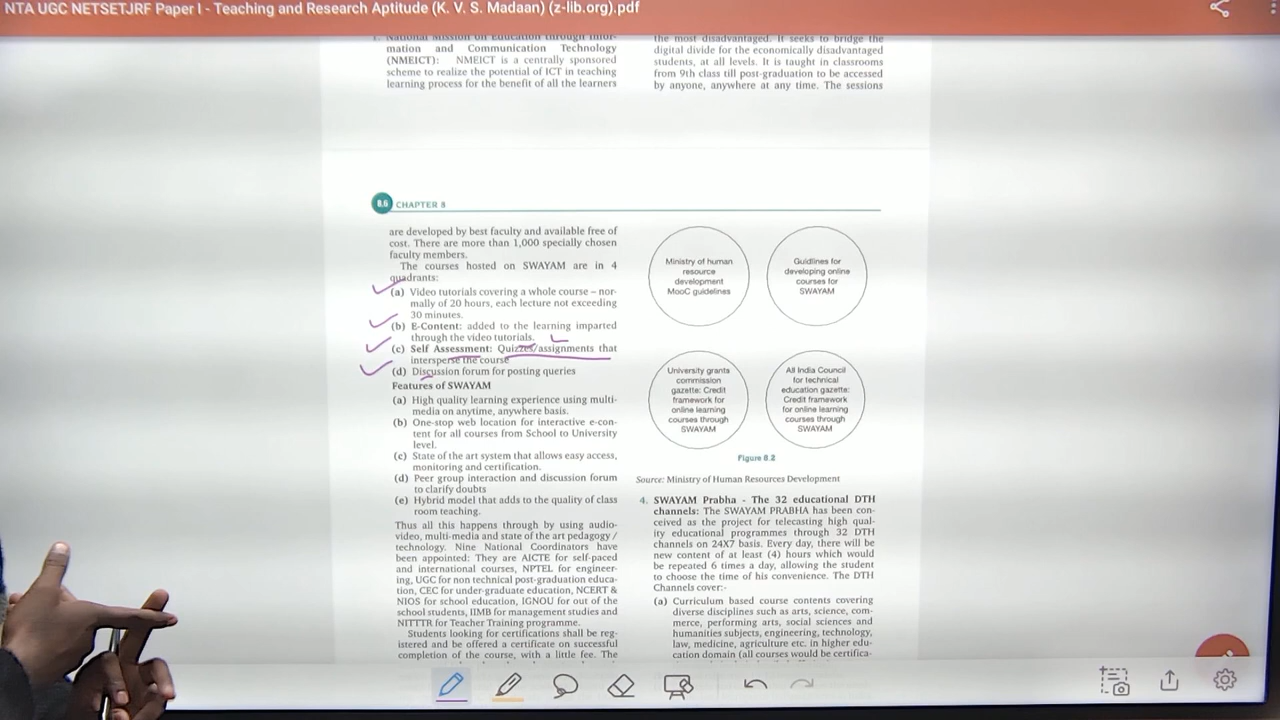 NTA UGC NETSETJRF Paper I - Teaching and Research Aptitude (K. V. S. Madaan) (z-lib.org).pdf
National Mission on Education through Infor-
mation and Communication Technology
(NMEICT): NMEICT is a centrally sponsored
scheme to realize the potential of ICT in teaching
learning process for the benefit of all the learners
the most disadvantaged. It seeks to bridge the
digital divide for the economically disadvantaged
students, at all levels. It is taught in classrooms
from 9th class till post-graduation to be accessed
by anyone, anywhere at any time. The sessions
8.6 CHAPTER 8
are developed by best faculty and available free of
cost. There are more than 1,000 specially chosen
faculty members.
The courses hosted on SWAYAM are in 4
quadrants:
(a) Video tutorials covering a whole course – nor-
mally of 20 hours, each lecture not exceeding
30 minutes.
(b) E-Content: added to the learning imparted
through the video tutorials.
(c) Self Assessment: Quizzes/assignments that
intersperse the course
(d) Discussion forum for posting queries
Features of SWAYAM
(a) High quality learning experience using multi-
media on anytime, anywhere basis.
(b) One-stop web location for interactive e-con-
tent for all courses from School to University
level.
(c) State of the art system that allows easy access,
monitoring and certification.
(d) Peer group interaction and discussion forum
to clarify doubts
(e) Hybrid model that adds to the quality of class
room teaching.
Thus all this happens through by using audio-
video, multi-media and state of the art pedagogy /
technology. Nine National Coordinators have
been appointed: They are AICTE for self-paced
and international courses, NPTEL for engineer-
ing, UGC for non technical post-graduation educa-
tion, CEC for under-graduate education, NCERT &
NIOS for school education, IGNOU for out of the
school students, IIMB for management studies and
NITTTR for Teacher Training programme.
Students looking for certifications shall be reg-
istered and be offered a certificate on successful
completion of the course, with a little fee. The
Ministry of human
resource
development
MooC guidelines
Guidlines for
developing online
courses for
SWAYAM
University grants
commission
gazette: Credit
framework for
online learning
courses through
SWAYAM
All India Council
for technical
education gazette:
Credit framework
for online learning
courses through
SWAYAM
Figure 8.2
Source: Ministry of Human Resources Development
4. SWAYAM Prabha - The 32 educational DTH
channels: The SWAYAM PRABHA has been con-
ceived as the project for telecasting high qual-
ity educational programmes through 32 DTH
channels on 24X7 basis. Every day, there will be
new content of at least (4) hours which would
be repeated 6 times a day, allowing the student
to choose the time of his convenience. The DTH
Channels cover:-
(a) Curriculum based course contents covering
diverse disciplines such as arts, science, com-
merce, performing arts, social sciences and
humanities subjects, engineering, technology,
law, medicine, agriculture etc. in higher edu-
cation domain (all courses would be certifica-